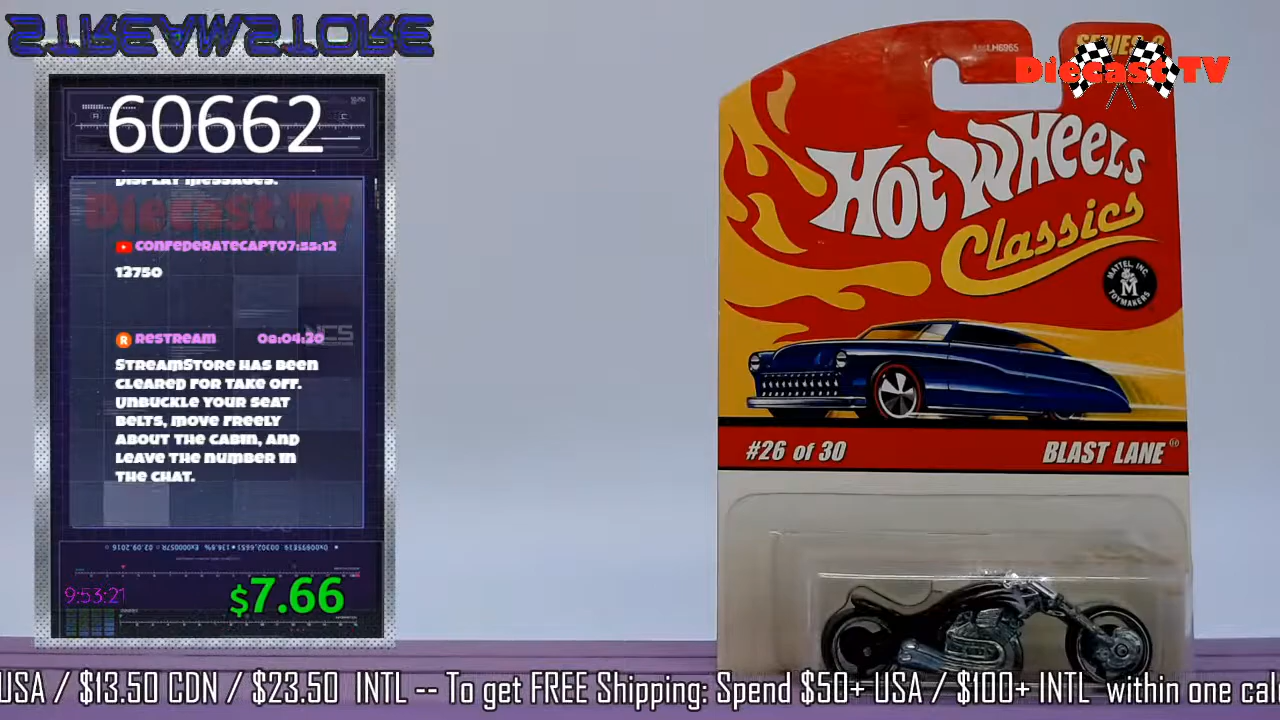 STREAMSTORE
60662
DISPLAY MESSAGES.
Diecast TV
CONFEDERATECAPT07:55:12
13750
RESTREAM 08:04:20
STREAMSTORE HAS BEEN
CLEARED FOR TAKE OFF.
UNBUCKLE YOUR SEAT
BELTS, MOVE FREELY
ABOUT THE CABIN, AND
LEAVE THE NUMBER IN
THE CHAT.
9:53:21
$7.66
SERIES
Diecast TV
HOT WHEELS
Classics
MATTEL, INC.
M
TOYMAKERS
#26 of 30
BLAST LANE
USA / $13.50 CDN / $23.50 INTL -- To get FREE Shipping: Spend $50+ USA / $100+ INTL within one cal